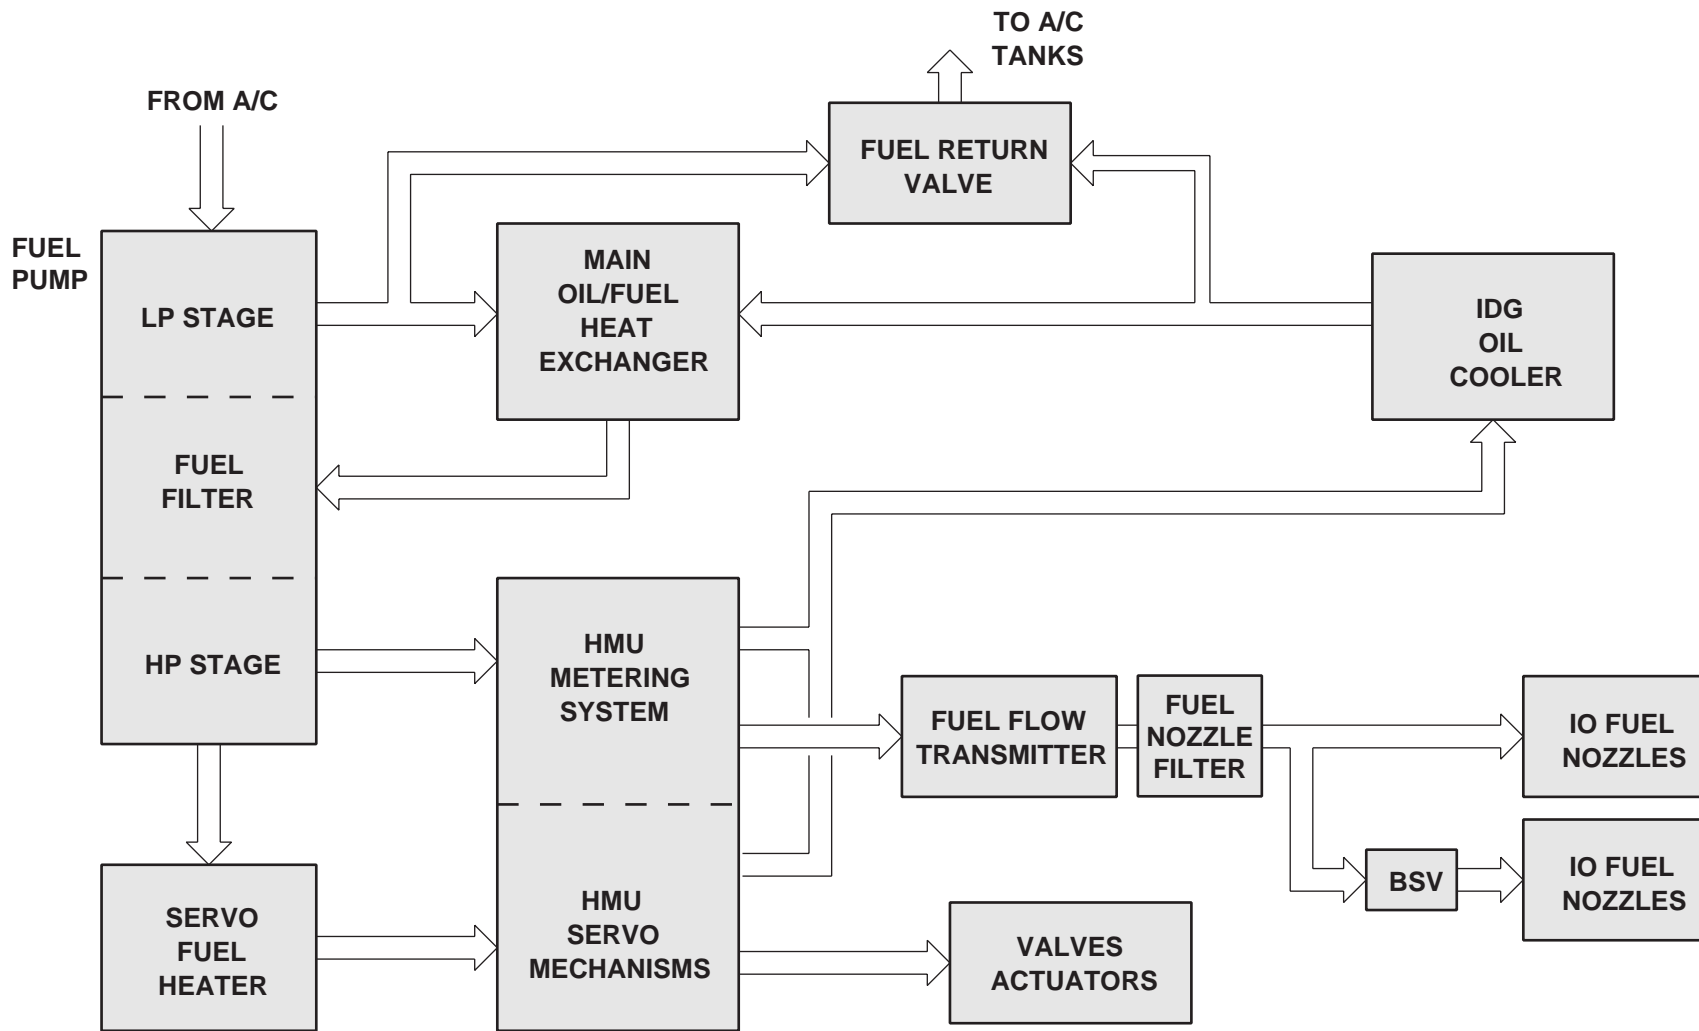 TO A/C
TANKS
FROM A/C
FUEL RETURN
VALVE
FUEL
PUMP
LP STAGE
MAIN
OIL/FUEL
HEAT
EXCHANGER
IDG
OIL
COOLER
FUEL
FILTER
HP STAGE
HMU
METERING
SYSTEM
FUEL FLOW
TRANSMITTER
FUEL
NOZZLE
FILTER
IO FUEL
NOZZLES
BSV
IO FUEL
NOZZLES
SERVO
FUEL
HEATER
HMU
SERVO
MECHANISMS
VALVES
ACTUATORS